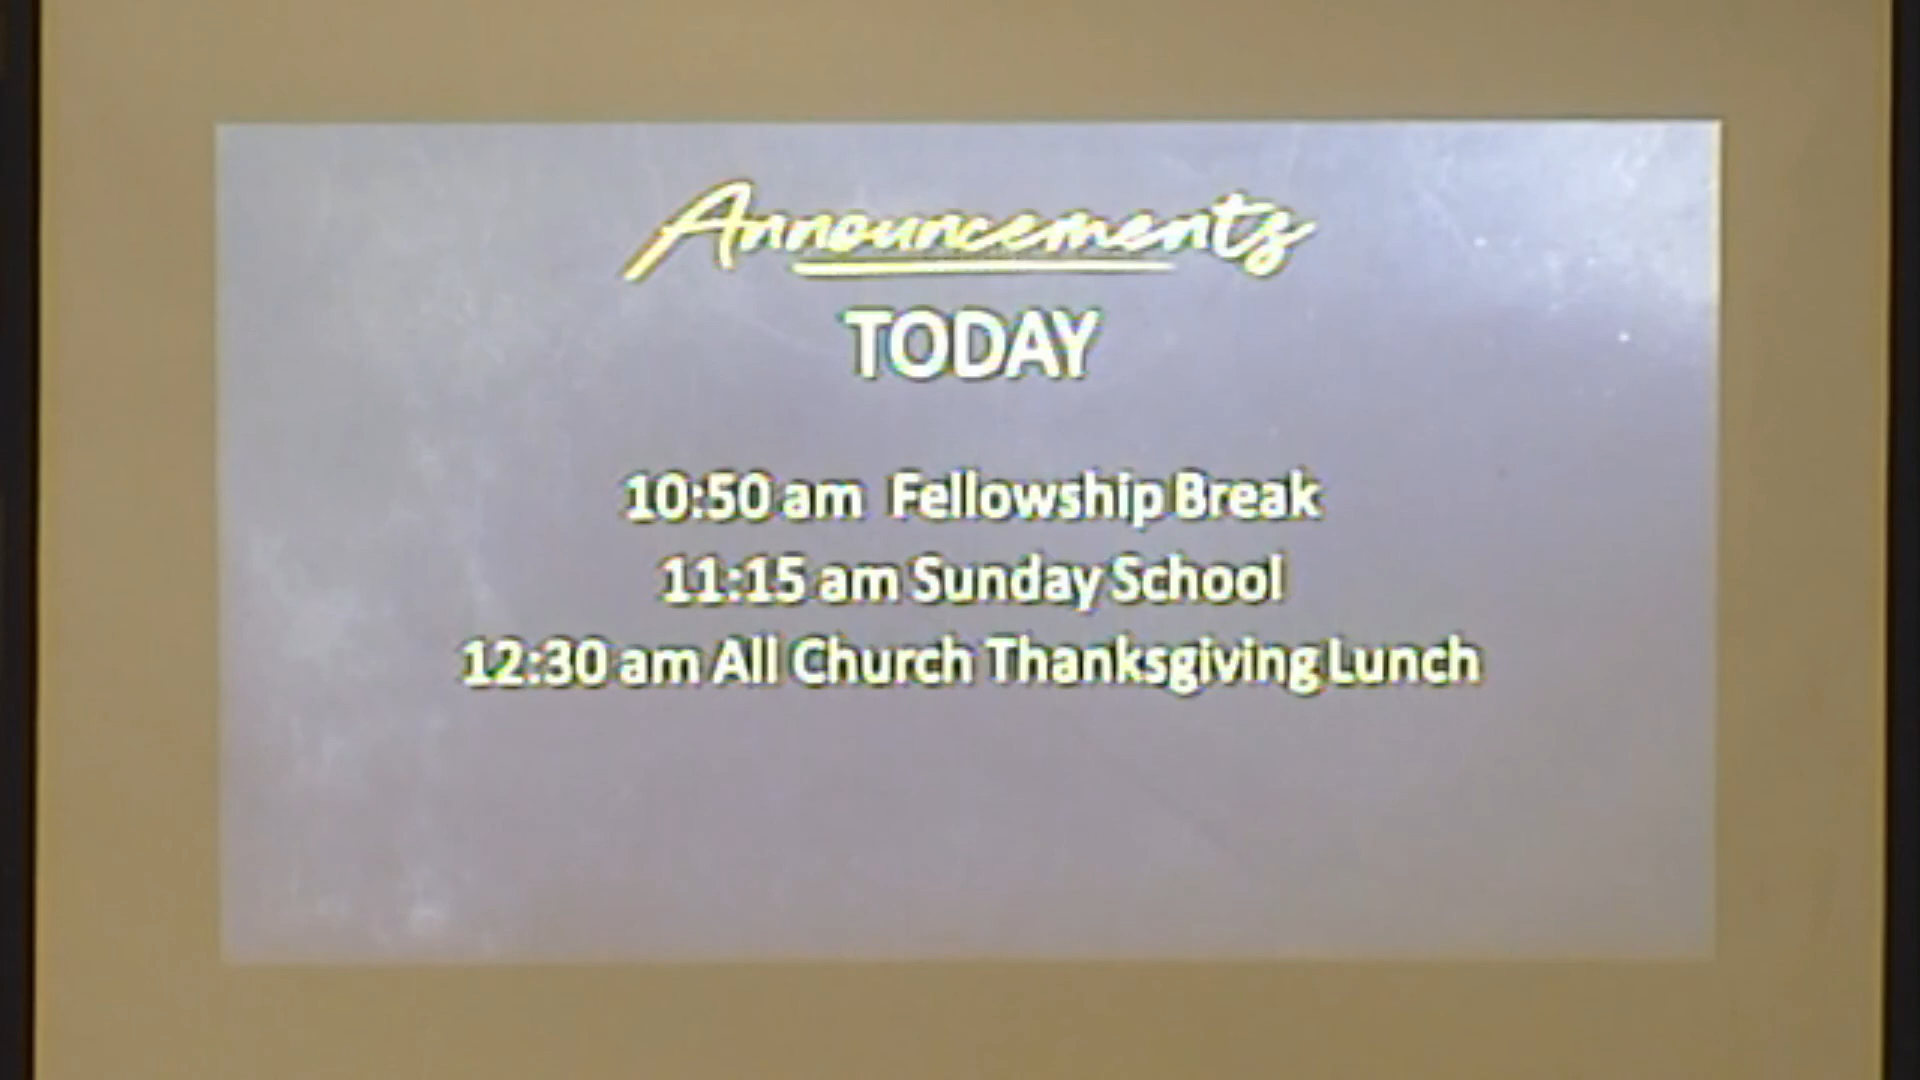 Announcements
TODAY
10:50 am Fellowship Break
11:15 am Sunday School
12:30 am All Church Thanksgiving Lunch